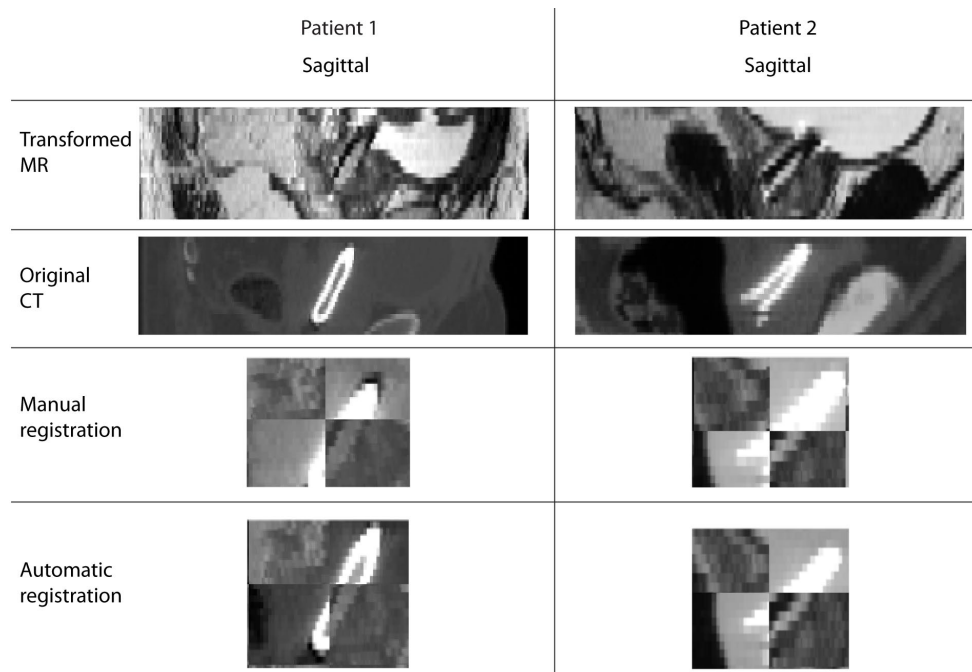 Patient 1
Patient 2
Sagittal
Sagittal
Transformed
MR
Original
CT
Manual
registration
Automatic
registration